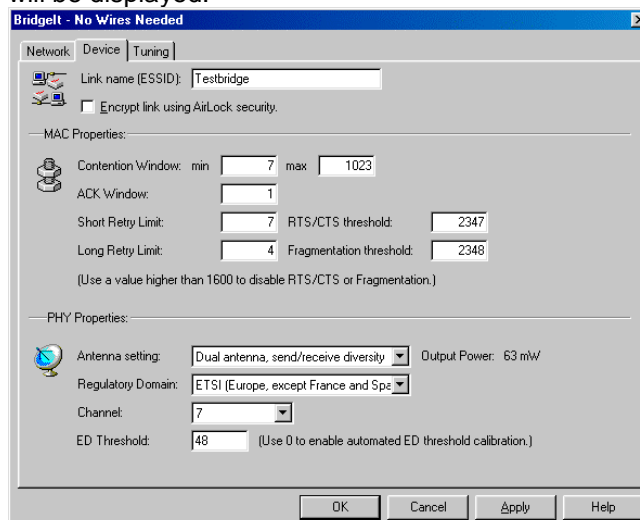 will be displayed.
BridgeIt - No Wires Needed
Network Device Tuning
Link name (ESSID): Testbridge
Encrypt link using AirLock security.
MAC Properties:
Contention Window: min 7 max 1023
ACK Window: 1
Short Retry Limit: 7 RTS/CTS threshold: 2347
Long Retry Limit: 4 Fragmentation threshold: 2348
(Use a value higher than 1600 to disable RTS/CTS or Fragmentation.)
PHY Properties:
Antenna setting: Dual antenna, send/receive diversity Output Power: 63 mW
Regulatory Domain: ETSI (Europe, except France and Spa
Channel: 7
ED Threshold: 48 (Use 0 to enable automated ED threshold calibration.)
OK Cancel Apply Help